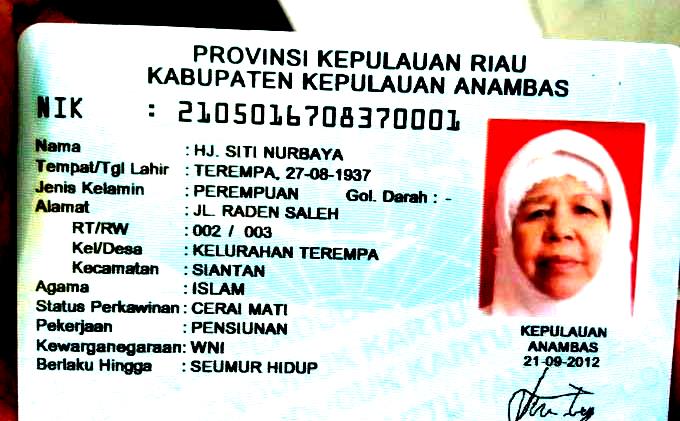 PROVINSI KEPULAUAN RIAU
KABUPATEN KEPULAUAN ANAMBAS
NIK : 2105016708370001
Nama : HJ. SITI NURBAYA
Tempat/Tgl Lahir : TEREMPA, 27-08-1937
Jenis Kelamin : PEREMPUAN Gol. Darah : -
Alamat : JL. RADEN SALEH
RT/RW : 002 / 003
Kel/Desa : KELURAHAN TEREMPA
Kecamatan : SIANTAN
Agama : ISLAM
Status Perkawinan : CERAI MATI
Pekerjaan : PENSIUNAN
Kewarganegaraan : WNI
Berlaku Hingga : SEUMUR HIDUP
KEPULAUAN
ANAMBAS
21-09-2012